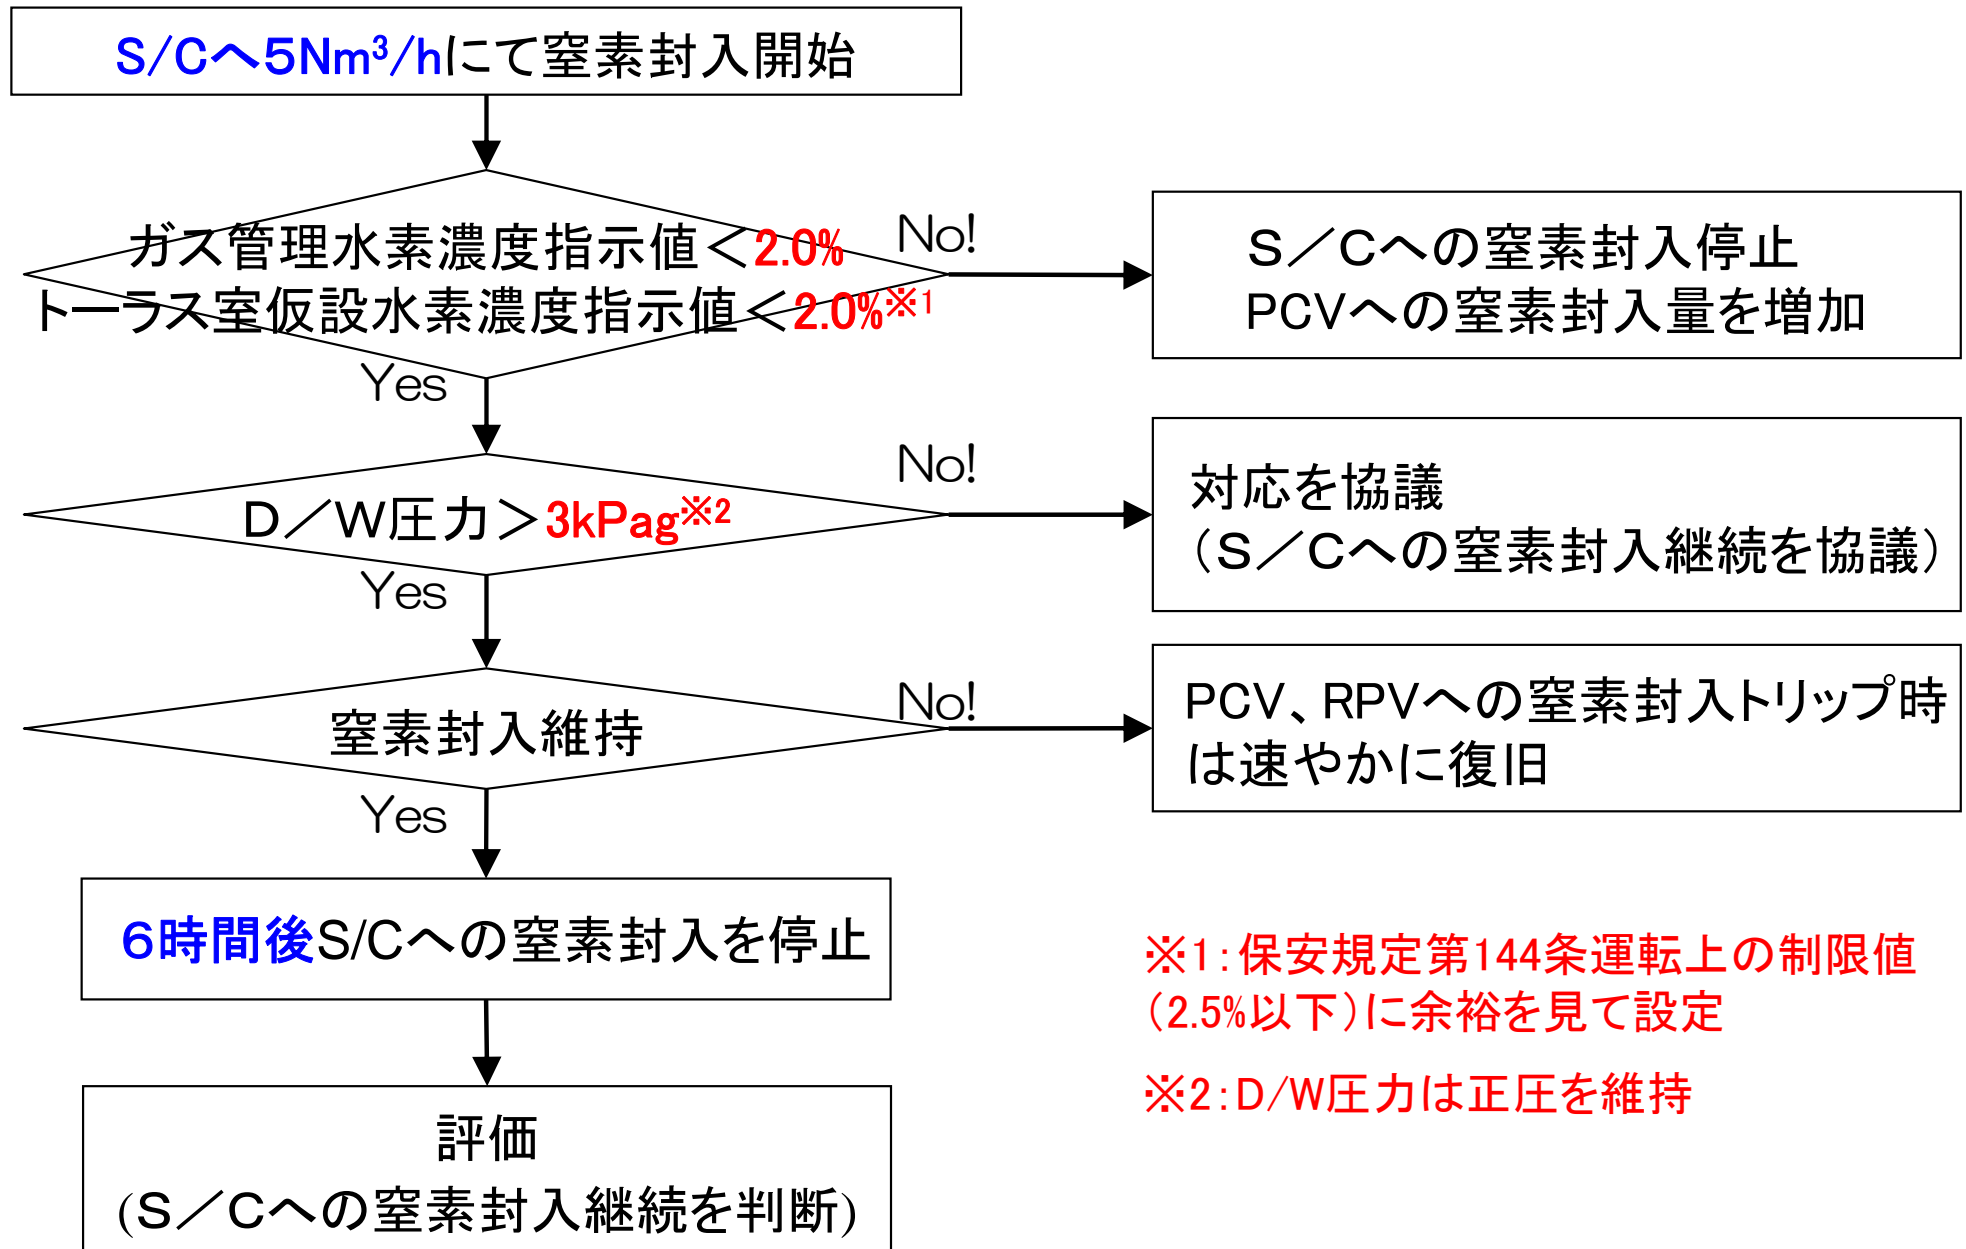 S/Cへ5Nm³/hにて窒素封入開始
ガス管理水素濃度指示値＜2.0%
トーラス室仮設水素濃度指示値＜2.0%※1
No!
S／Cへの窒素封入停止
PCVへの窒素封入量を増加
Yes
D／W圧力＞3kPag※2
No!
対応を協議
（S／Cへの窒素封入継続を協議）
Yes
窒素封入維持
No!
PCV、RPVへの窒素封入トリップ時
は速やかに復旧
Yes
6時間後S/Cへの窒素封入を停止
評価
(S／Cへの窒素封入継続を判断)
※1：保安規定第144条運転上の制限値
（2.5%以下）に余裕を見て設定
※2：D/W圧力は正圧を維持